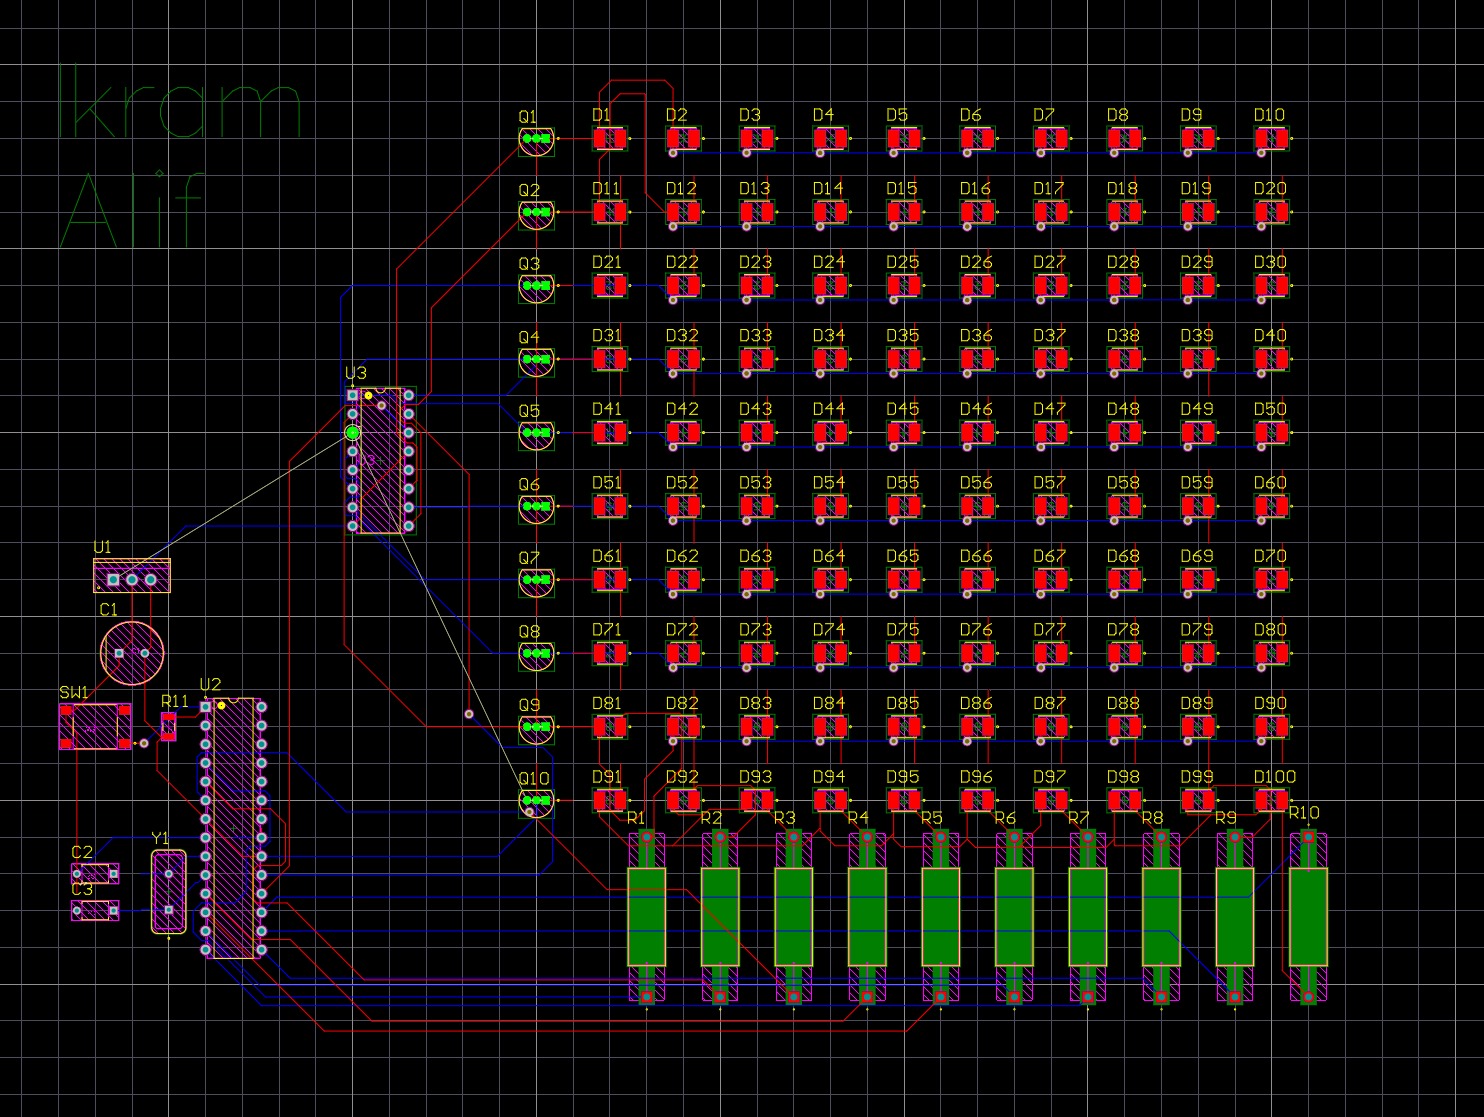 Ikram
Alif
Q1 D1 D2 D3 D4 D5 D6 D7 D8 D9 D10
Q2 D11 D12 D13 D14 D15 D16 D17 D18 D19 D20
Q3 D21 D22 D23 D24 D25 D26 D27 D28 D29 D30
Q4 D31 D32 D33 D34 D35 D36 D37 D38 D39 D40
U3
Q5 D41 D42 D43 D44 D45 D46 D47 D48 D49 D50
Q6 D51 D52 D53 D54 D55 D56 D57 D58 D59 D60
U1 Q7 D61 D62 D63 D64 D65 D66 D67 D68 D69 D70
C1
Q8 D71 D72 D73 D74 D75 D76 D77 D78 D79 D80
SW1 R11 U2
Q9 D81 D82 D83 D84 D85 D86 D87 D88 D89 D90
Q10 D91 D92 D93 D94 D95 D96 D97 D98 D99 D100
R1 R2 R3 R4 R5 R6 R7 R8 R9 R10
C2 Y1
C3